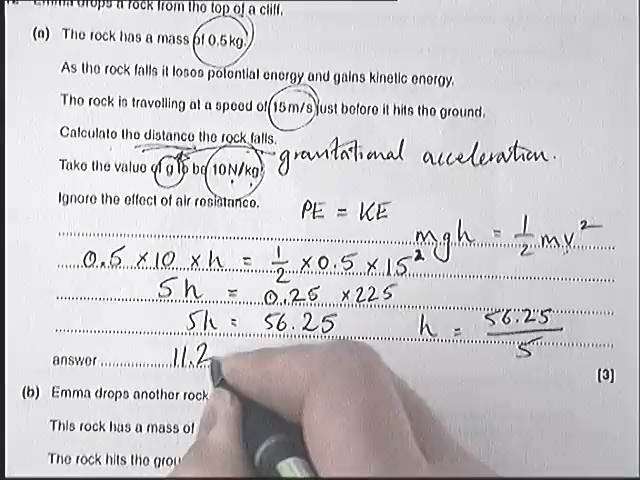 Emma drops a rock from the top of a cliff.
(a) The rock has a mass of 0.5 kg.
As the rock falls it loses potential energy and gains kinetic energy.
The rock is travelling at a speed of 15 m/s just before it hits the ground.
Calculate the distance the rock falls.
gravitational acceleration.
Take the value of g to be 10 N/kg.
Ignore the effect of air resistance.
PE = KE
mgh = 1/2 mv²
0.5 × 10 × h = 1/2 × 0.5 × 15²
5h = 0.25 × 225
5h = 56.25 h = 56.25/5
answer 11.2
[3]
(b) Emma drops another rock
This rock has a mass of
The rock hits the